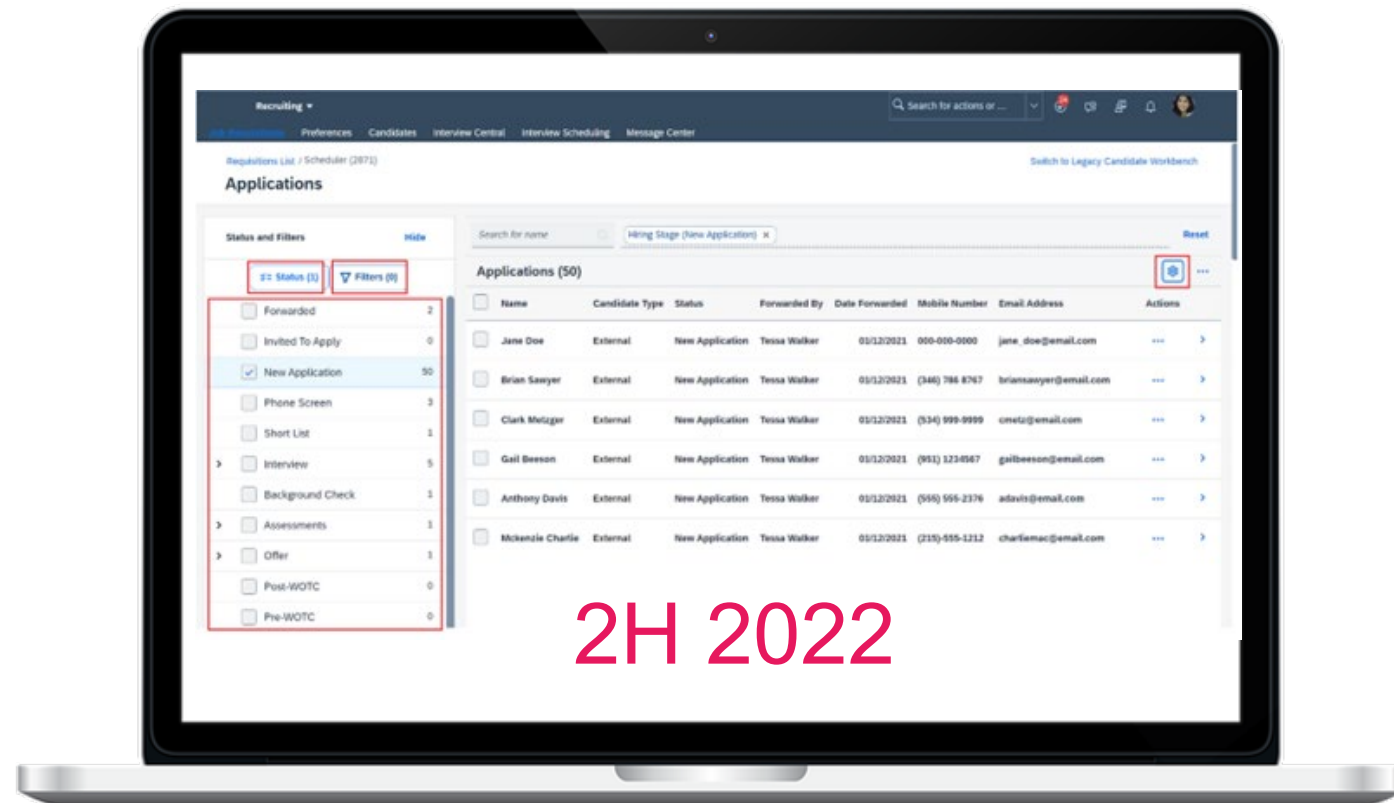 Recruiting
Search for actions or ...
Preferences Candidates Interview Central Interview Scheduling Message Center
Requisitions List / Scheduler (2871)
Switch to Legacy Candidate Workbench
Applications
Status and Filters Hide
Search for name
Hiring Stage (New Application) x
Reset
Status (1) Filters (0)
Applications (50)
Name Candidate Type Status Forwarded By Date Forwarded Mobile Number Email Address Actions
Forwarded 2
Invited To Apply 0
New Application 50
Phone Screen 3
Short List 1
Interview 5
Background Check 1
Assessments 1
Offer 1
Post-WOTC 0
Pre-WOTC 0
Jane Doe External New Application Tessa Walker 01/12/2021 000-000-0000 jane_doe@email.com ...
Brian Sawyer External New Application Tessa Walker 01/12/2021 (346) 786 8767 briansawyer@email.com ...
Clark Metzger External New Application Tessa Walker 01/12/2021 (534) 999-9999 cmetz@email.com ...
Gail Beeson External New Application Tessa Walker 01/12/2021 (951) 1234567 gailbeeson@email.com ...
Anthony Davis External New Application Tessa Walker 01/12/2021 (555) 555-2376 adavis@email.com ...
Mckenzie Charlie External New Application Tessa Walker 01/12/2021 (215)-555-1212 charliemac@email.com ...
2H 2022